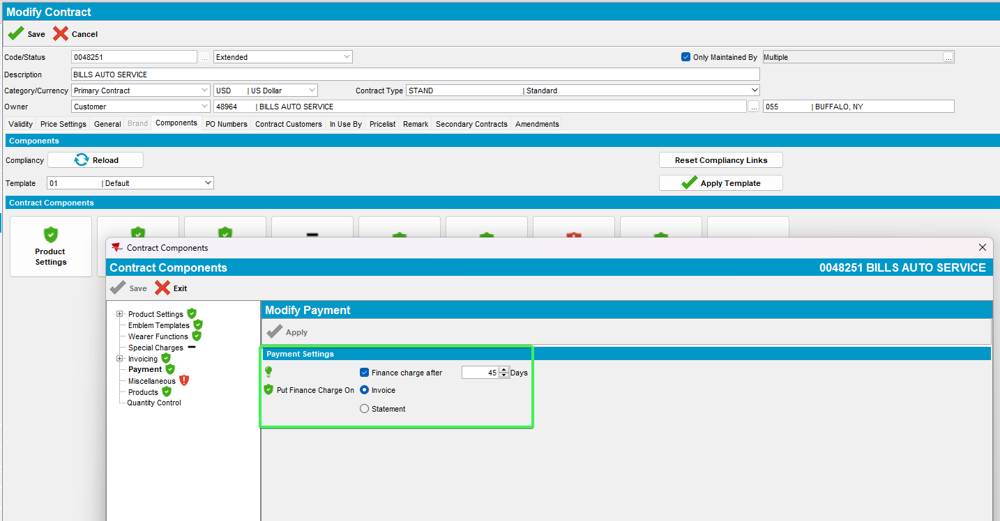 Modify Contract
Save Cancel
Code/Status 0048251 ... Extended Only Maintained By Multiple ...
Description BILLS AUTO SERVICE
Category/Currency Primary Contract USD | US Dollar Contract Type STAND | Standard
Owner Customer 48964 | BILLS AUTO SERVICE ... 055 | BUFFALO, NY
Validity Price Settings General Brand Components PO Numbers Contract Customers In Use By Pricelist Remark Secondary Contracts Amendments
Components
Compliancy Reload Reset Compliancy Links
Template 01 | Default Apply Template
Contract Components
Product
Settings
Contract Components
Contract Components 0048251 BILLS AUTO SERVICE
Save Exit
Product Settings
Emblem Templates
Wearer Functions
Special Charges
Invoicing
Payment
Miscellaneous
Products
Quantity Control
Modify Payment
Apply
Payment Settings
Finance charge after 45 Days
Put Finance Charge On Invoice
Statement